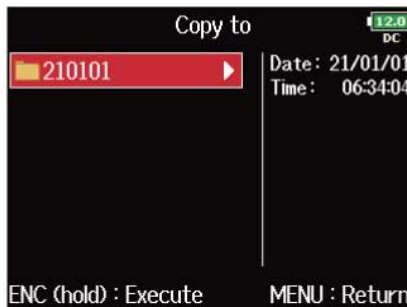 Copy to
12.0
DC
210101
Date: 21/01/01
Time: 06:34:04
ENC (hold) : Execute
MENU : Return